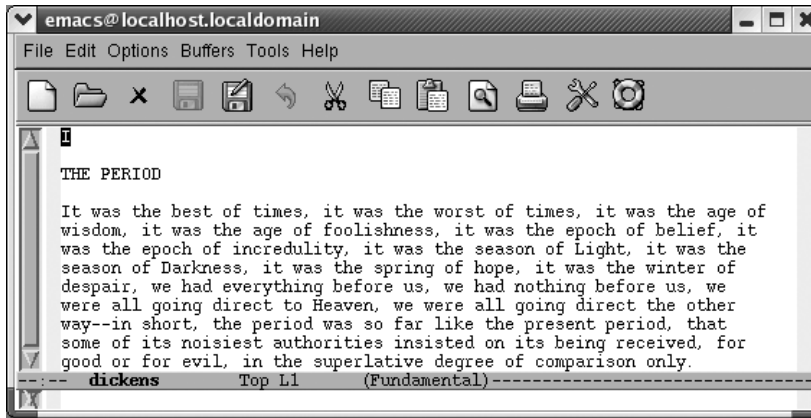 emacs@localhost.localdomain
File Edit Options Buffers Tools Help
I
THE PERIOD
It was the best of times, it was the worst of times, it was the age of
wisdom, it was the age of foolishness, it was the epoch of belief, it
was the epoch of incredulity, it was the season of Light, it was the
season of Darkness, it was the spring of hope, it was the winter of
despair, we had everything before us, we had nothing before us, we
were all going direct to Heaven, we were all going direct the other
way--in short, the period was so far like the present period, that
some of its noisiest authorities insisted on its being received, for
good or for evil, in the superlative degree of comparison only.
--:-- dickens Top L1 (Fundamental)------------------------------